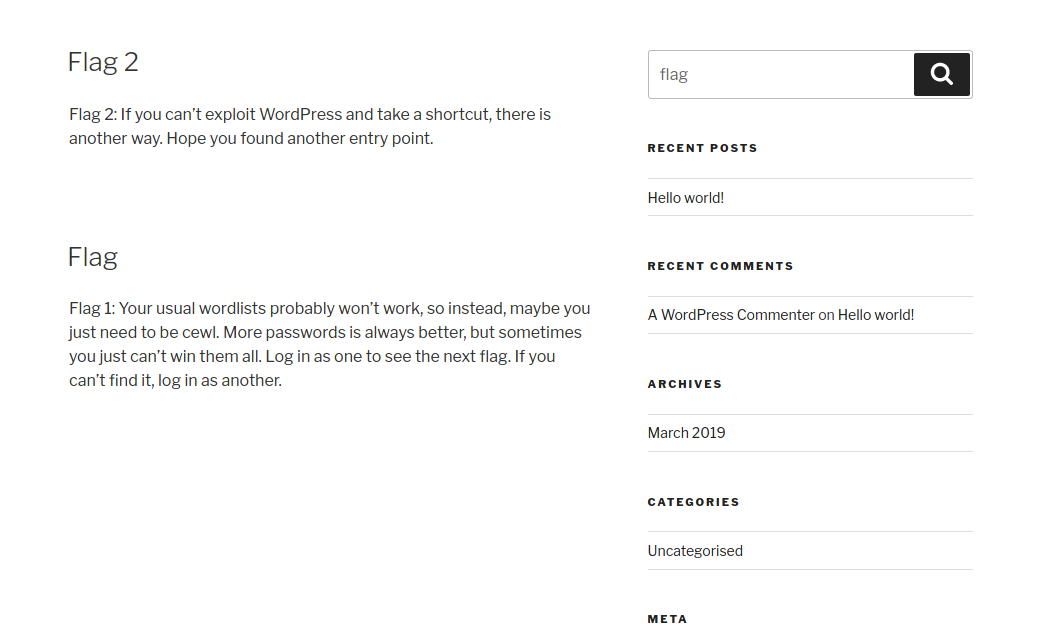 Flag 2
Flag 2: If you can’t exploit WordPress and take a shortcut, there is
another way. Hope you found another entry point.
Flag
Flag 1: Your usual wordlists probably won’t work, so instead, maybe you
just need to be cewl. More passwords is always better, but sometimes
you just can’t win them all. Log in as one to see the next flag. If you
can’t find it, log in as another.
flag
RECENT POSTS
Hello world!
RECENT COMMENTS
A WordPress Commenter on Hello world!
ARCHIVES
March 2019
CATEGORIES
Uncategorised
META